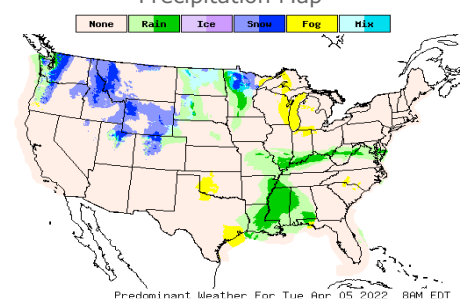 Precipitation Map
None Rain Ice Snow Fog Mix
Predominant Weather For Tue Apr 05 2022 8AM EDT